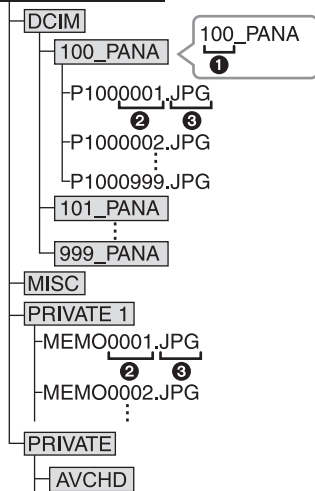 DCIM
100_PANA
100_PANA
❶
P1000001.JPG
❷ ❸
P1000002.JPG
P1000999.JPG
101_PANA
999_PANA
MISC
PRIVATE 1
MEMO0001.JPG
❷ ❸
MEMO0002.JPG
PRIVATE
AVCHD